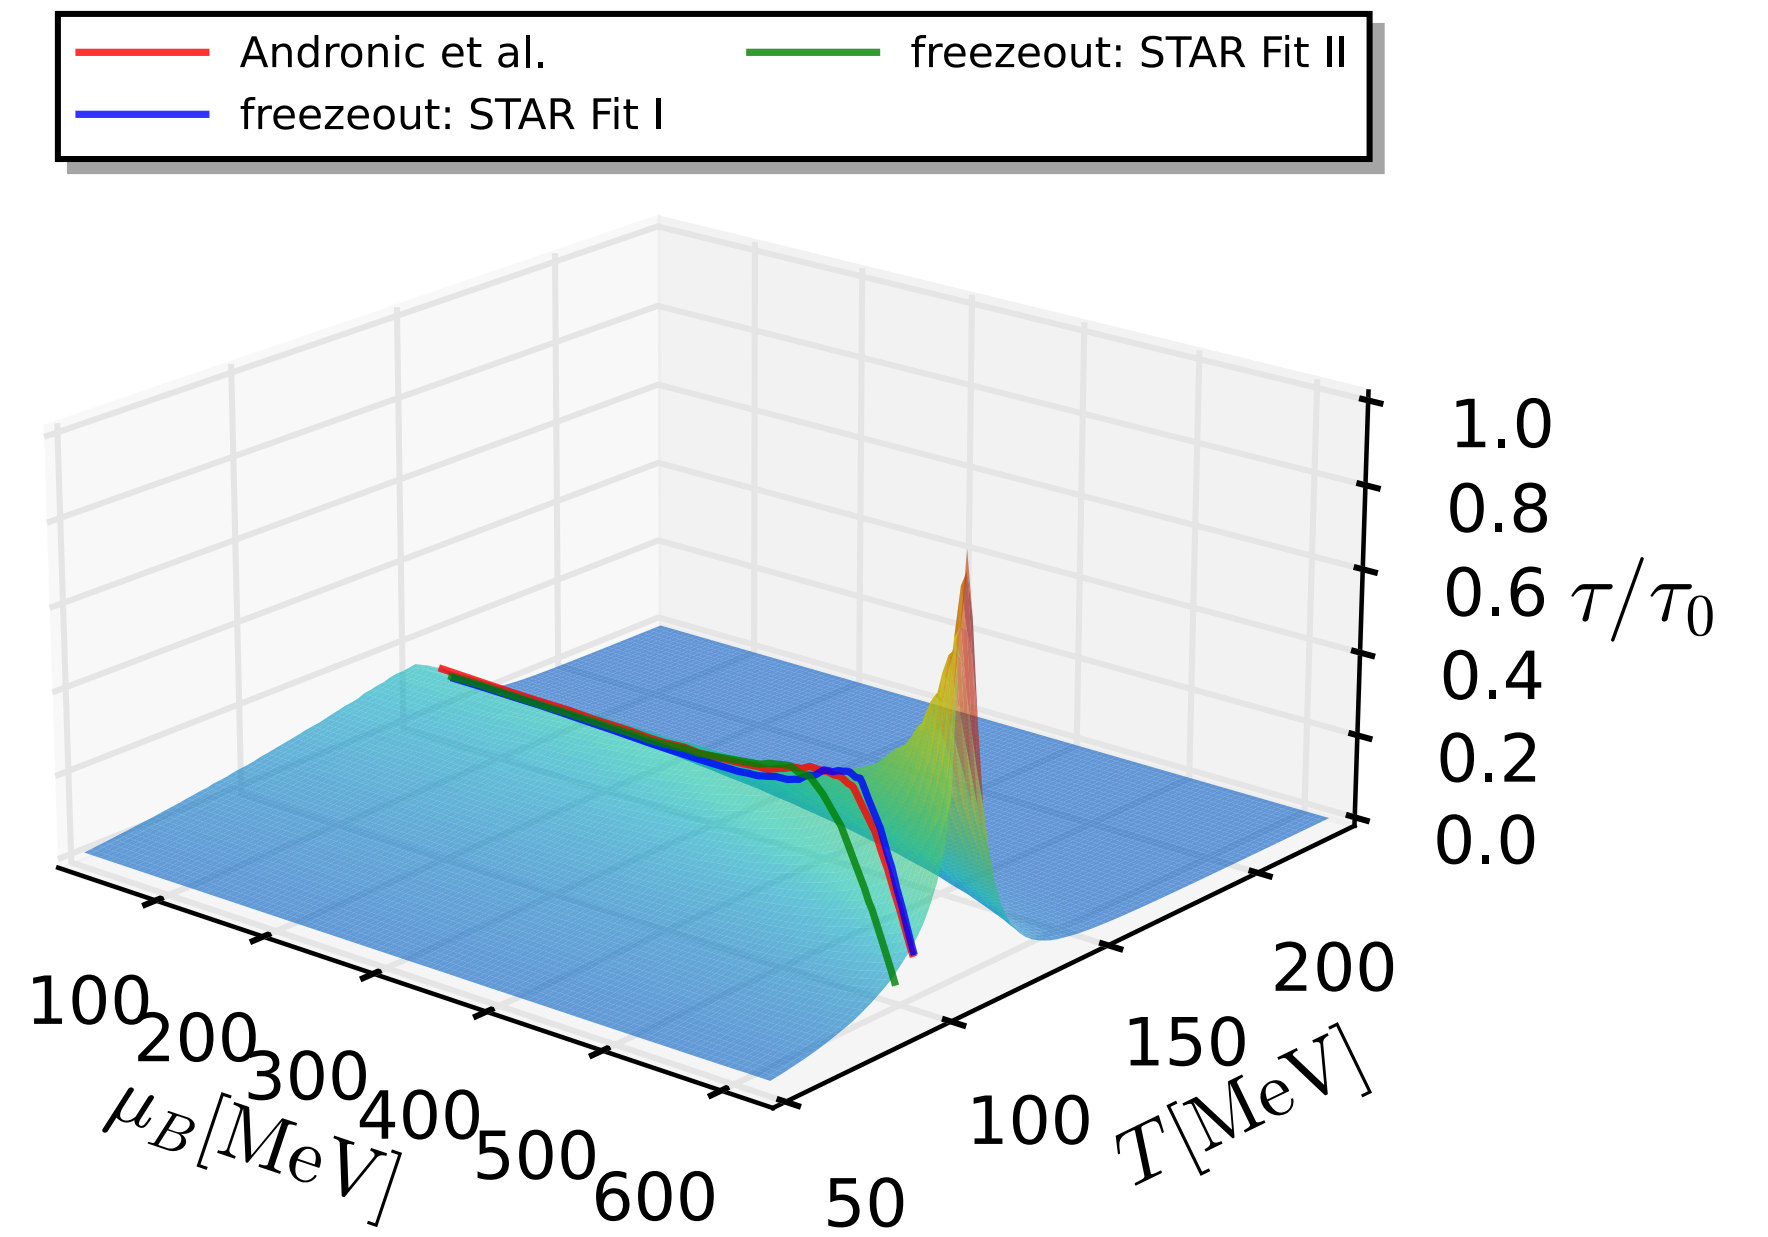 Andronic et al.
freezeout: STAR Fit I
freezeout: STAR Fit II
1.0
0.8
0.6
0.4
0.2
0.0
τ/τ₀
100
200
300
400
500
600
μ_B[MeV]
50
100
150
200
T[MeV]